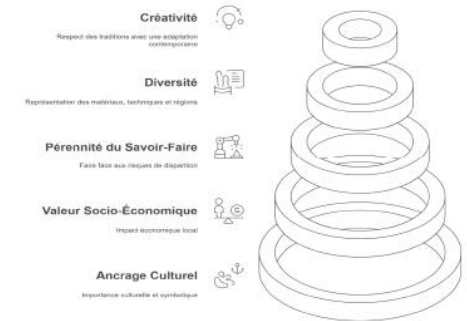 Créativité
Respect des traditions avec une adaptation
contemporaine
Diversité
Représentation des matériaux, techniques et régions
Pérennité du Savoir-Faire
Faire face aux risques de disparition
Valeur Socio-Économique
Impact économique local
Ancrage Culturel
Importance culturelle et symbolique